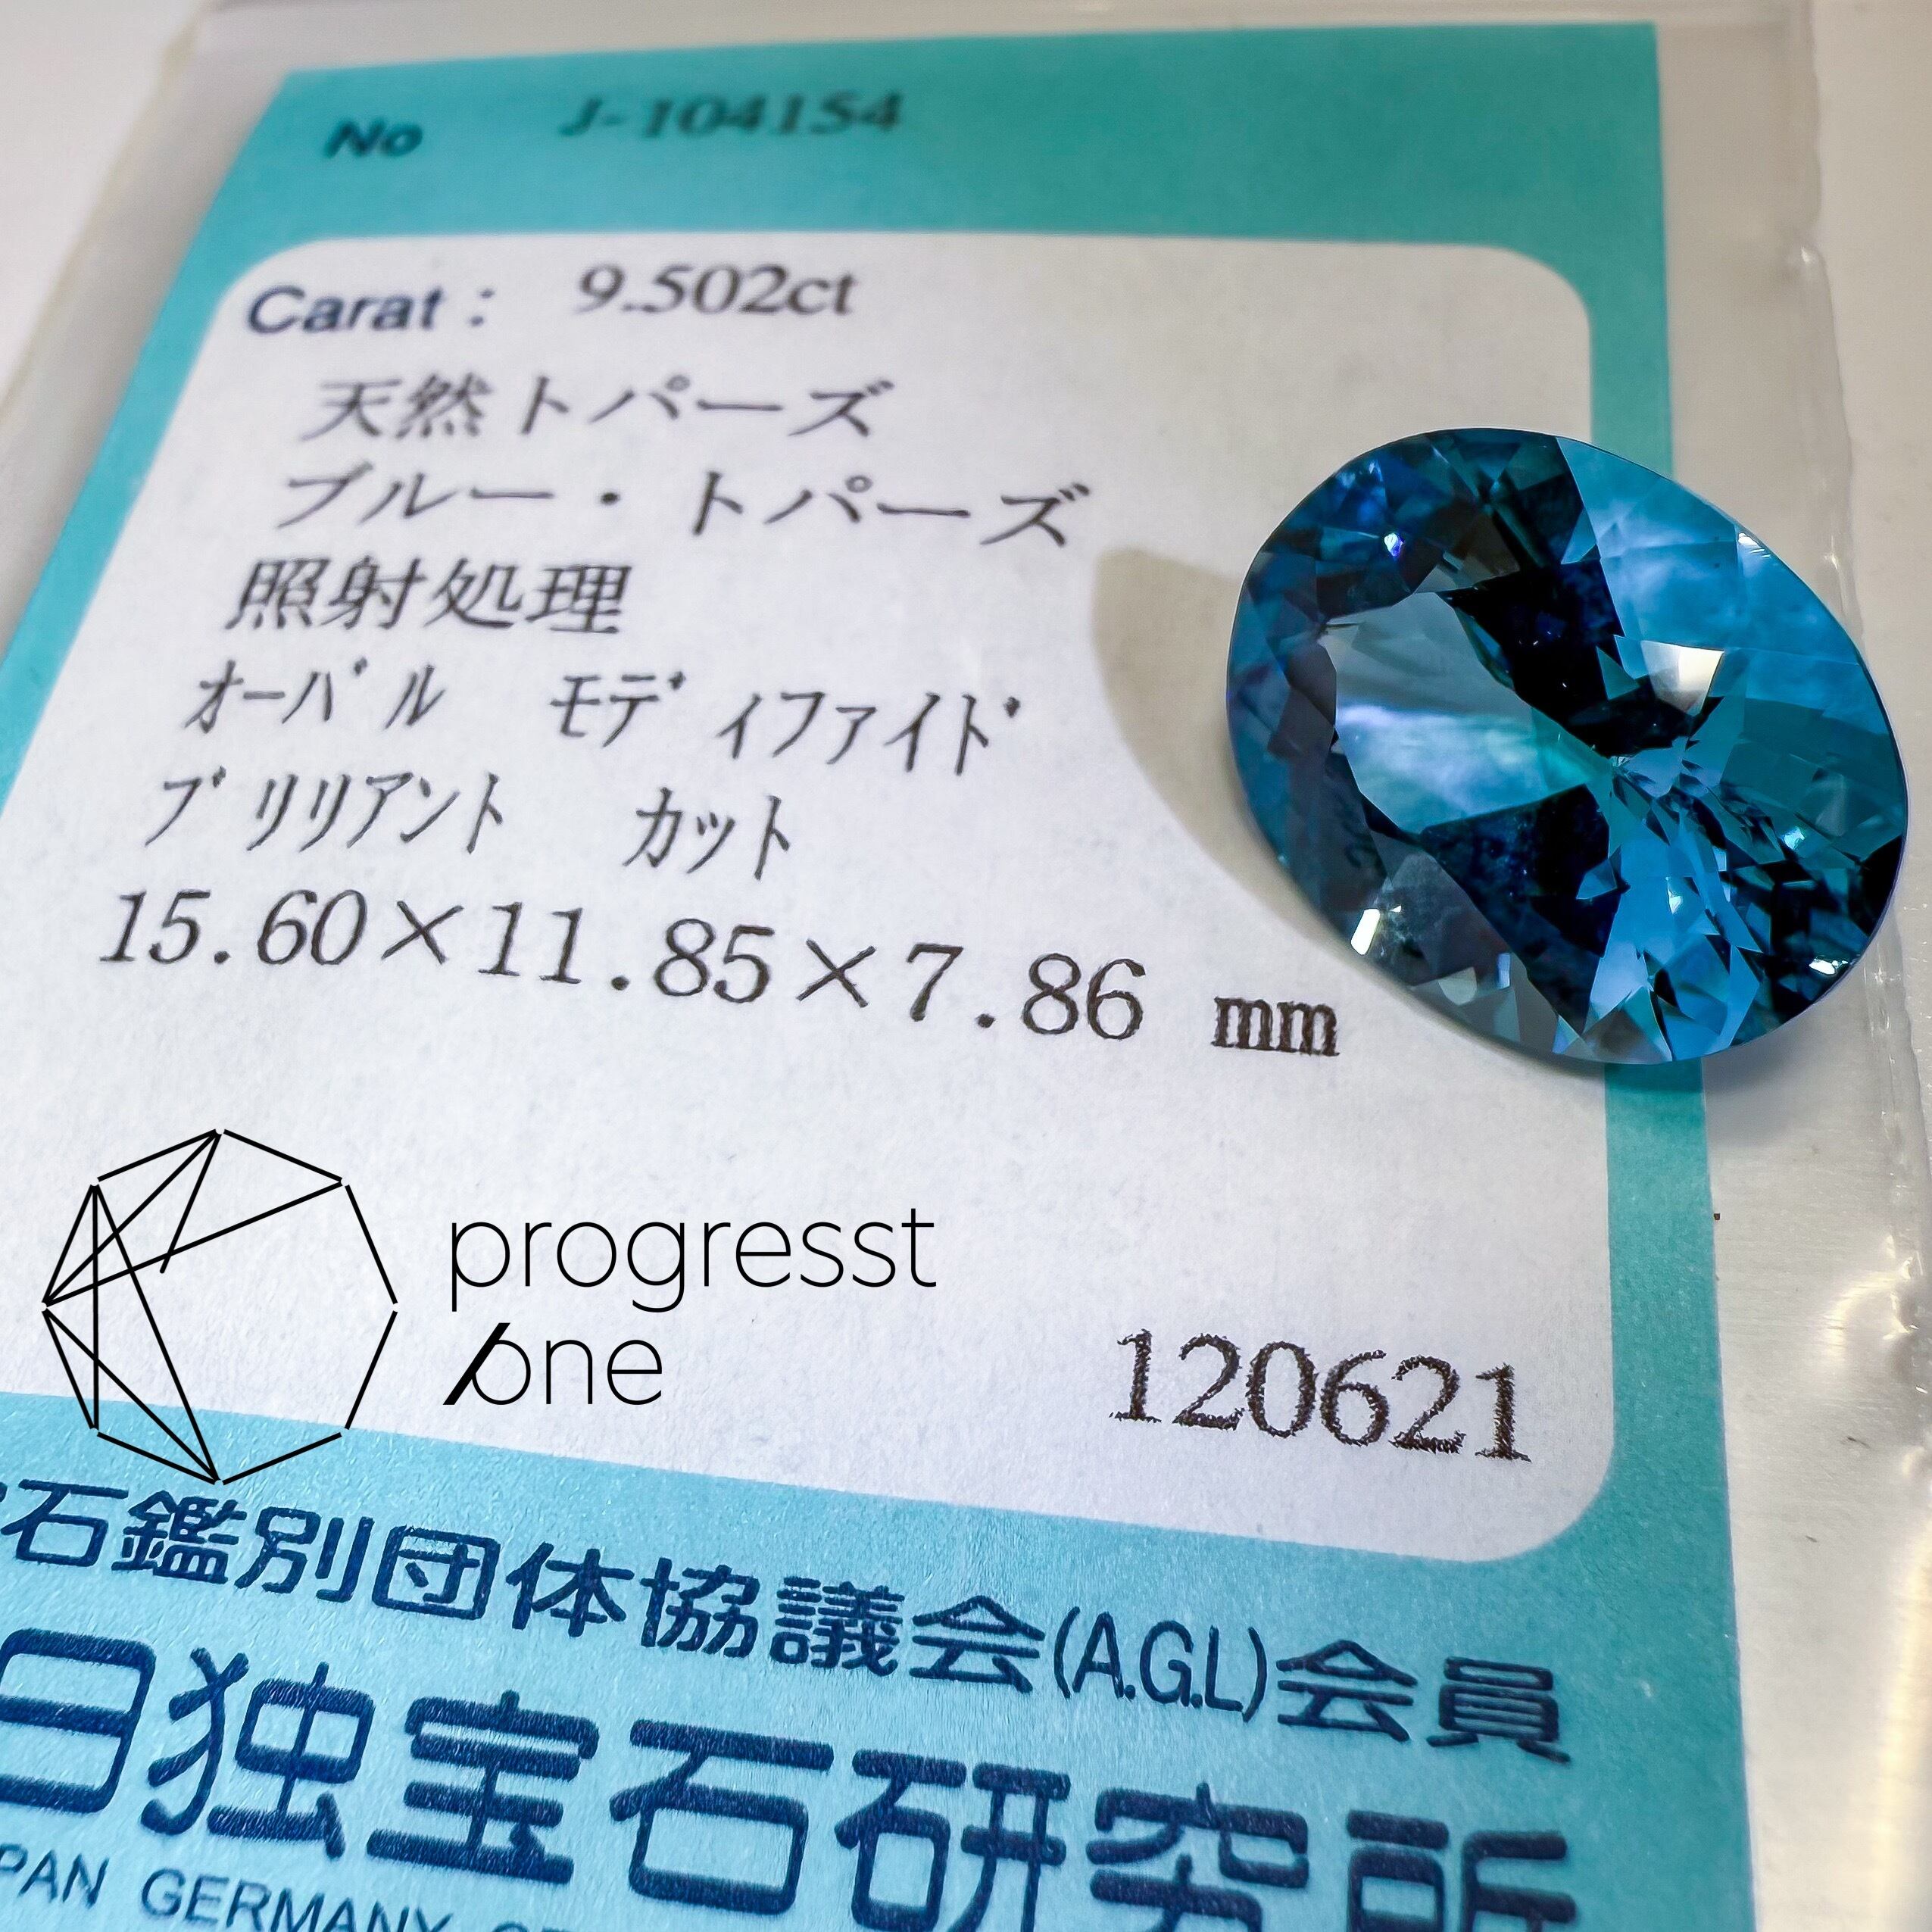 No J-104154
Carat : 9.502ct
天然トパーズ
ブルー・トパーズ
照射処理
ｵｰﾊﾞﾙ ﾓﾃﾞｨﾌｧｲﾄﾞ
ﾌﾞﾘﾘｱﾝﾄ ｶｯﾄ
15.60×11.85×7.86 mm
progresst
one
120621
石鑑別団体協議会(A.G.L)会員
日独宝石研究所
PAN GERMANY